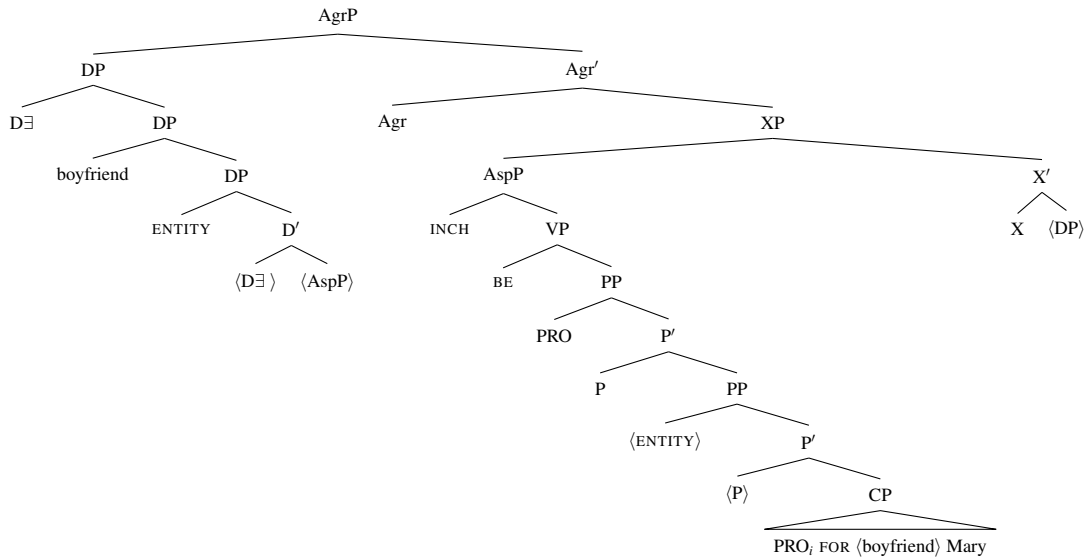 AgrP
DP Agr′
D∃ DP Agr XP
boyfriend DP AspP X′
ENTITY D′ INCH VP X ⟨DP⟩
⟨D∃ ⟩ ⟨AspP⟩ BE PP
PRO P′
P PP
⟨ENTITY⟩ P′
⟨P⟩ CP
PROi FOR ⟨boyfriend⟩ Mary